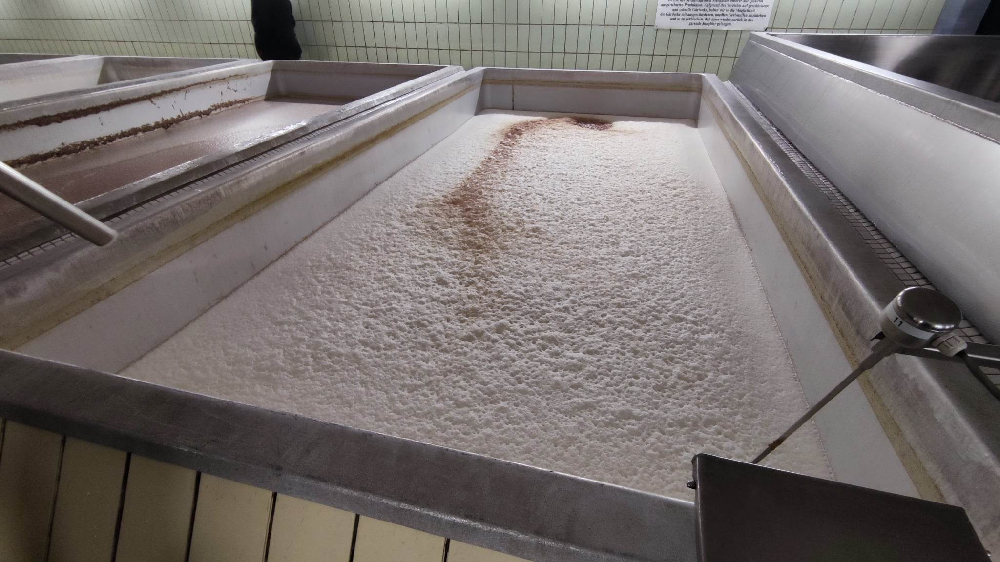 ist eine der herausragenden Merkmale unserer auf Qualität
ausgerichteten Produktion. Aufgrund des Verzichts auf geschlossene
und schnelle Gärtanks, haben wir so die Möglichkeit
die Gärdecke mit ausgeschiedenen, unedlen Gerbstoffen abzuheben
und so zu verhindern, daß diese wieder zurück in das
gärende Jungbier gelangen.
11